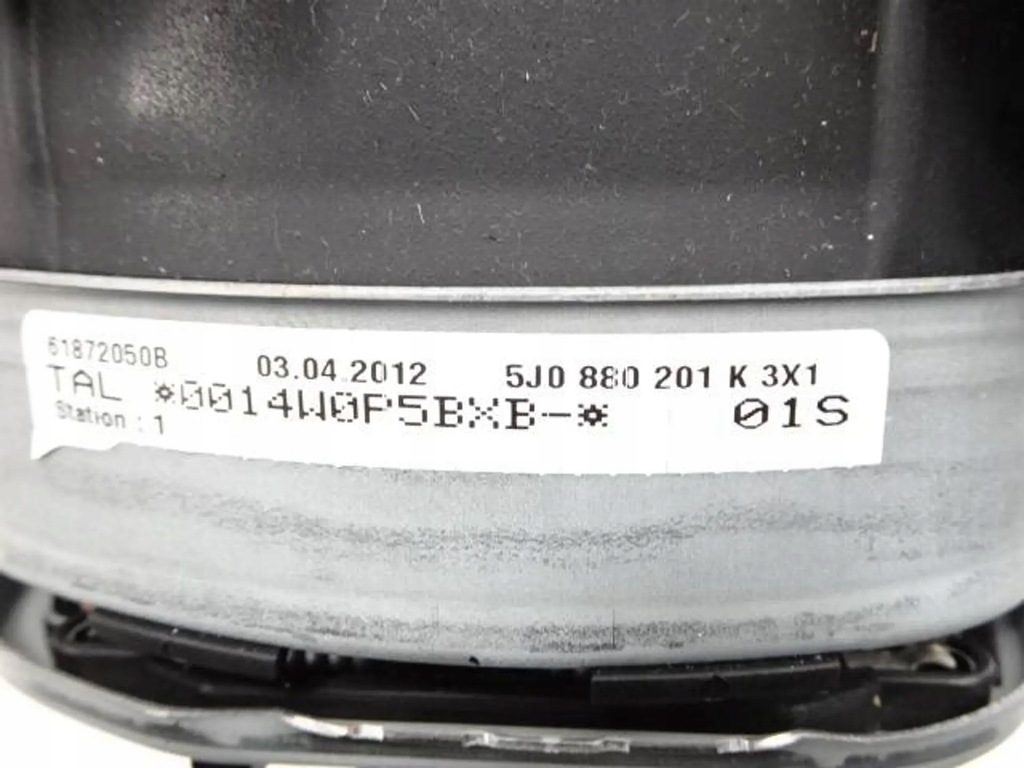 61872050B 03.04.2012 5J0 880 201 K 3X1
TAL *0014W0P5BXB-* 01S
Station : 1